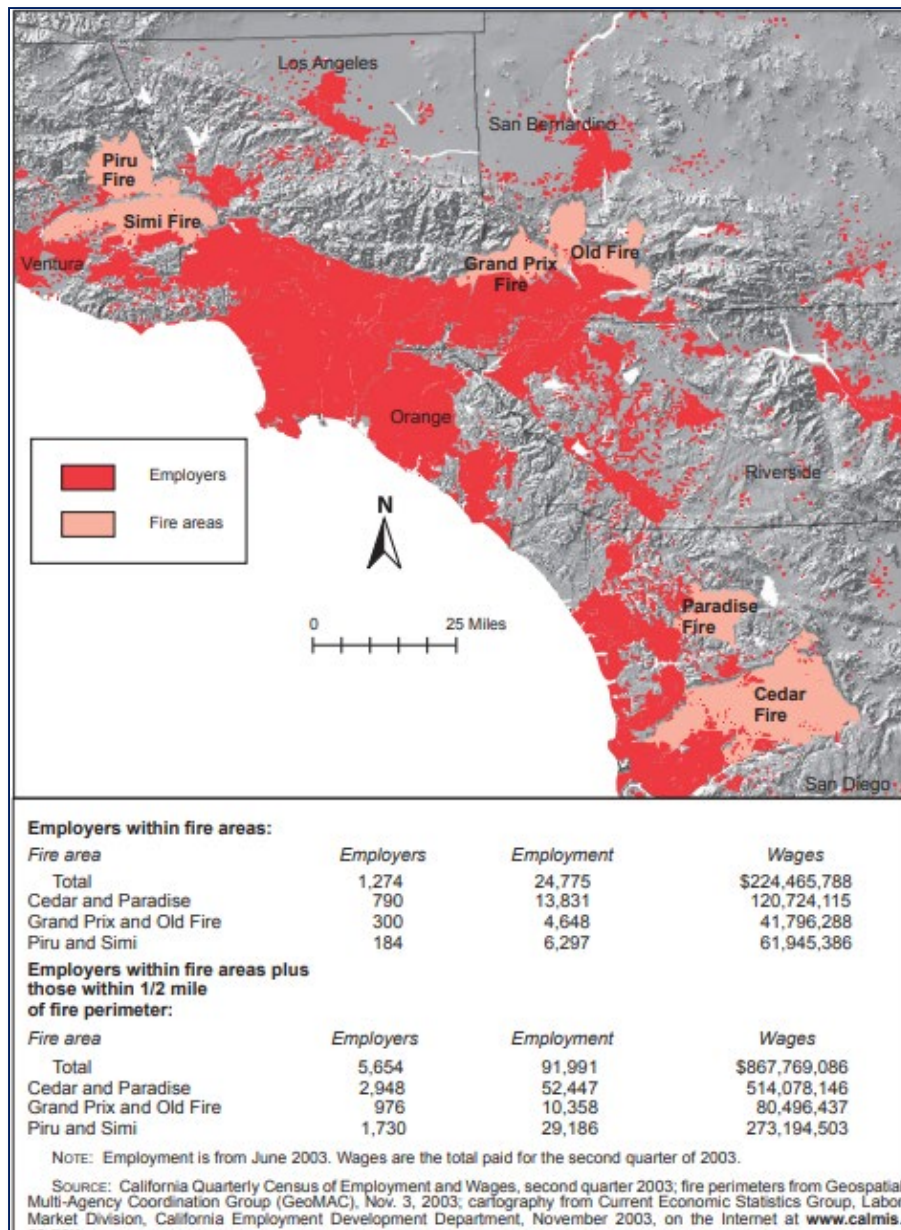 Los Angeles
San Bernardino
Piru
Fire
Simi Fire
Ventura
Grand Prix
Fire
Old Fire
Orange
Employers
Fire areas
Riverside
N
0 25 Miles
Paradise
Fire
Cedar
Fire
San Diego
Employers within fire areas:
Fire area Employers Employment Wages
Total 1,274 24,775 $224,465,788
Cedar and Paradise 790 13,831 120,724,115
Grand Prix and Old Fire 300 4,648 41,796,288
Piru and Simi 184 6,297 61,945,386
Employers within fire areas plus
those within 1/2 mile
of fire perimeter:
Fire area Employers Employment Wages
Total 5,654 91,991 $867,769,086
Cedar and Paradise 2,948 52,447 514,078,146
Grand Prix and Old Fire 976 10,358 80,496,437
Piru and Simi 1,730 29,186 273,194,503
NOTE: Employment is from June 2003. Wages are the total paid for the second quarter of 2003.
SOURCE: California Quarterly Census of Employment and Wages, second quarter 2003; fire perimeters from Geospatial
Multi-Agency Coordination Group (GeoMAC), Nov. 3, 2003; cartography from Current Economic Statistics Group, Labor
Market Division, California Employment Development Department, November 2003, on the Internet at www.calmis.